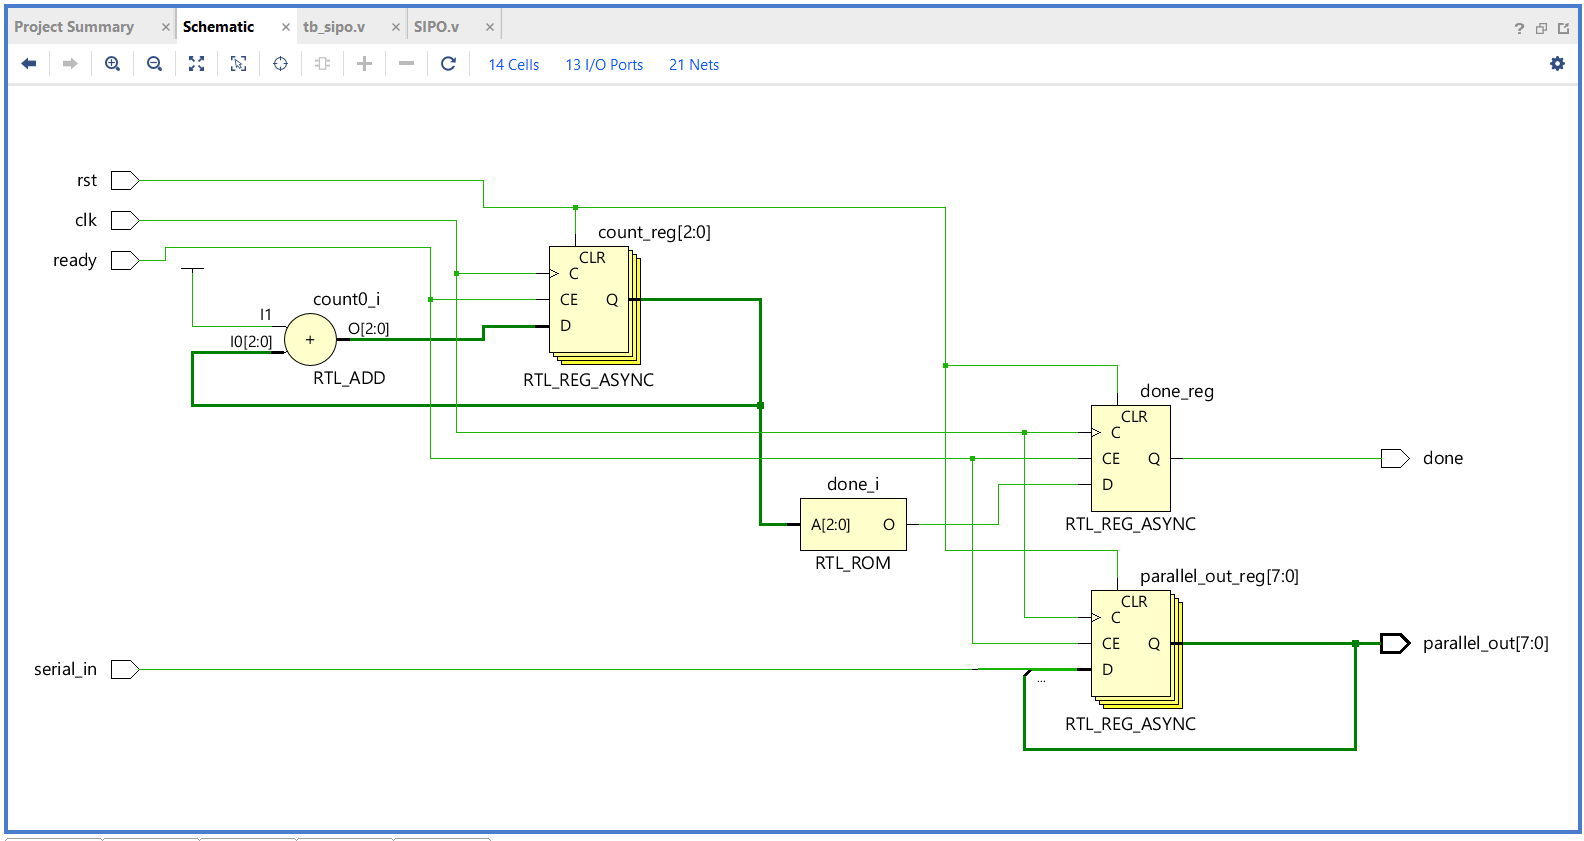 Project Summary × Schematic × tb_sipo.v × SIPO.v ×
?
14 Cells 13 I/O Ports 21 Nets
rst
clk
ready
count_reg[2:0]
CLR
C
CE Q
D
RTL_REG_ASYNC
count0_i
I1
I0[2:0]
+
O[2:0]
RTL_ADD
done_reg
CLR
C
CE Q
D
RTL_REG_ASYNC
done
done_i
A[2:0] O
RTL_ROM
parallel_out_reg[7:0]
CLR
C
CE Q
D
...
RTL_REG_ASYNC
parallel_out[7:0]
serial_in